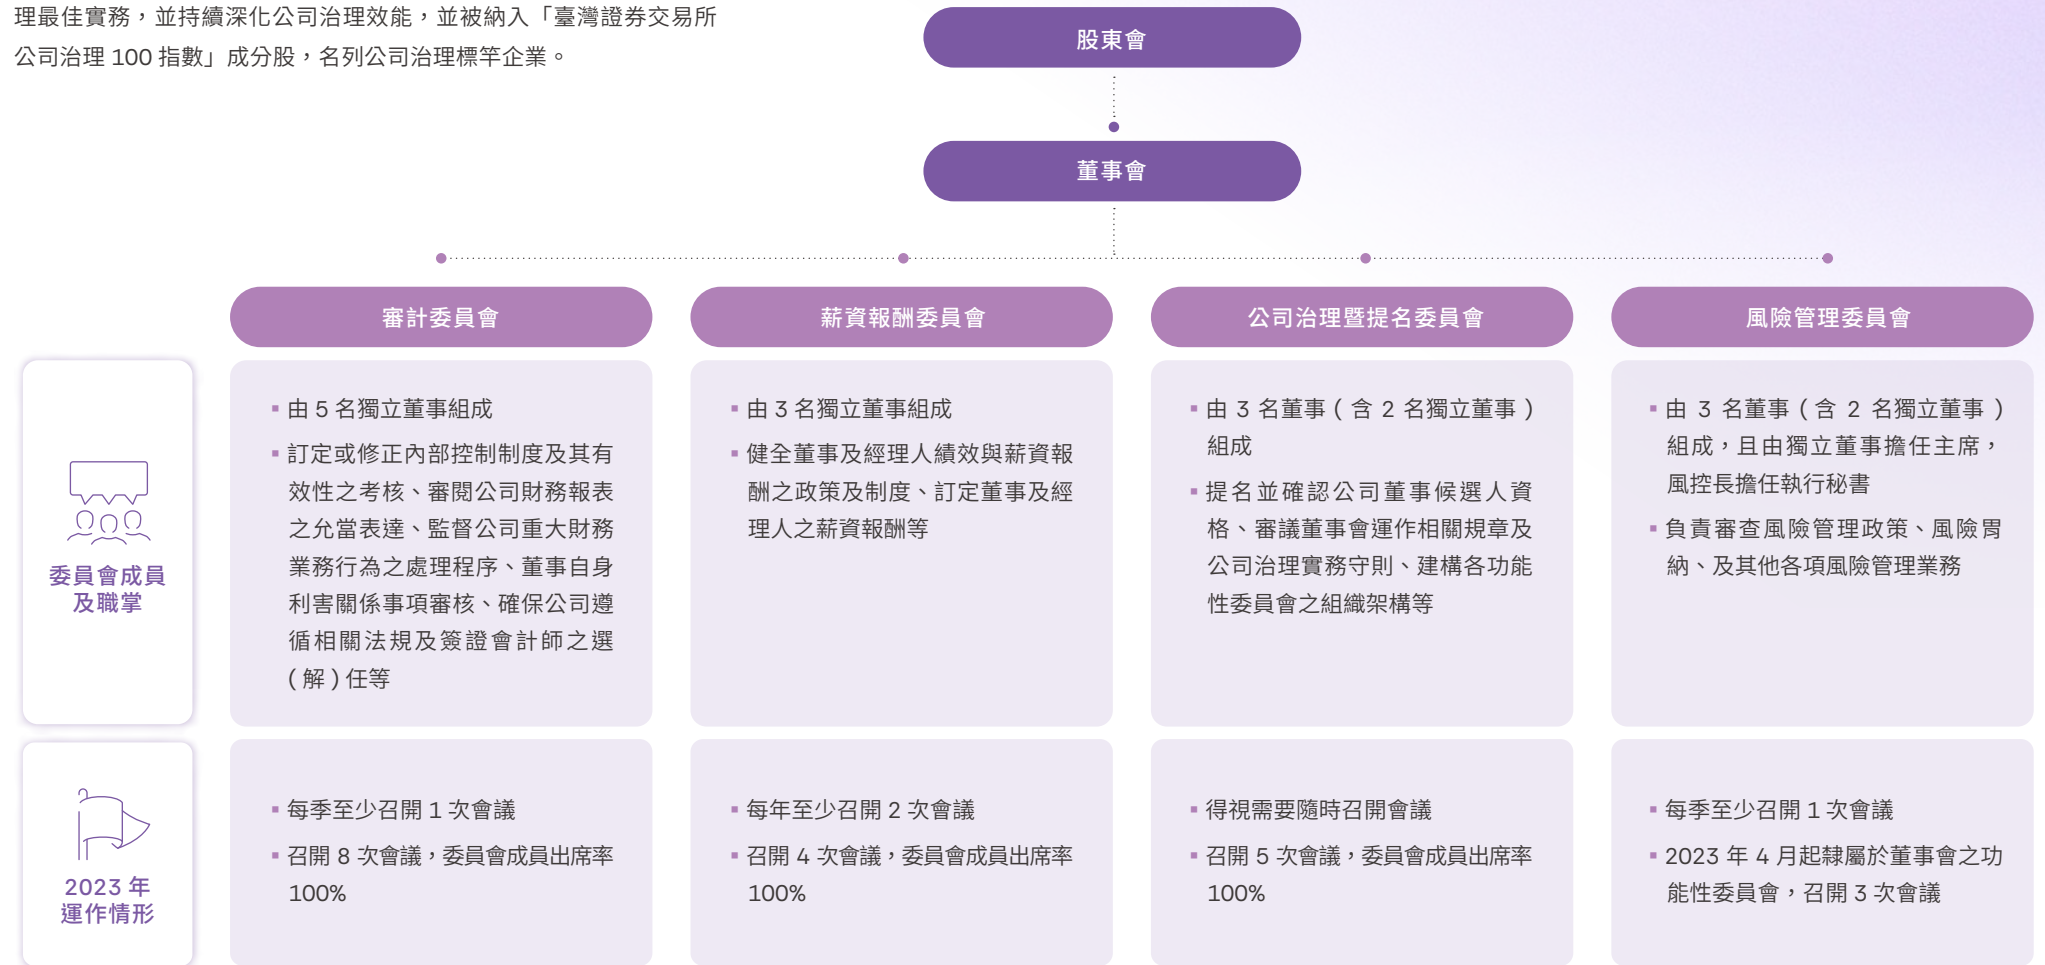 理最佳實務，並持續深化公司治理效能，並被納入「臺灣證券交易所
公司治理 100 指數」成分股，名列公司治理標竿企業。
股東會
董事會
審計委員會
薪資報酬委員會
公司治理暨提名委員會
風險管理委員會
委員會成員
及職掌
▪ 由 5 名獨立董事組成
▪ 訂定或修正內部控制制度及其有
效性之考核、審閱公司財務報表
之允當表達、監督公司重大財務
業務行為之處理程序、董事自身
利害關係事項審核、確保公司遵
循相關法規及簽證會計師之選
( 解 ) 任等
▪ 由 3 名獨立董事組成
▪ 健全董事及經理人績效與薪資報
酬之政策及制度、訂定董事及經
理人之薪資報酬等
▪ 由 3 名董事 ( 含 2 名獨立董事 )
組成
▪ 提名並確認公司董事候選人資
格、審議董事會運作相關規章及
公司治理實務守則、建構各功能
性委員會之組織架構等
▪ 由 3 名董事 ( 含 2 名獨立董事 )
組成，且由獨立董事擔任主席，
風控長擔任執行秘書
▪ 負責審查風險管理政策、風險胃
納、及其他各項風險管理業務
2023 年
運作情形
▪ 每季至少召開 1 次會議
▪ 召開 8 次會議，委員會成員出席率
100%
▪ 每年至少召開 2 次會議
▪ 召開 4 次會議，委員會成員出席率
100%
▪ 得視需要隨時召開會議
▪ 召開 5 次會議，委員會成員出席率
100%
▪ 每季至少召開 1 次會議
▪ 2023 年 4 月起隸屬於董事會之功
能性委員會，召開 3 次會議